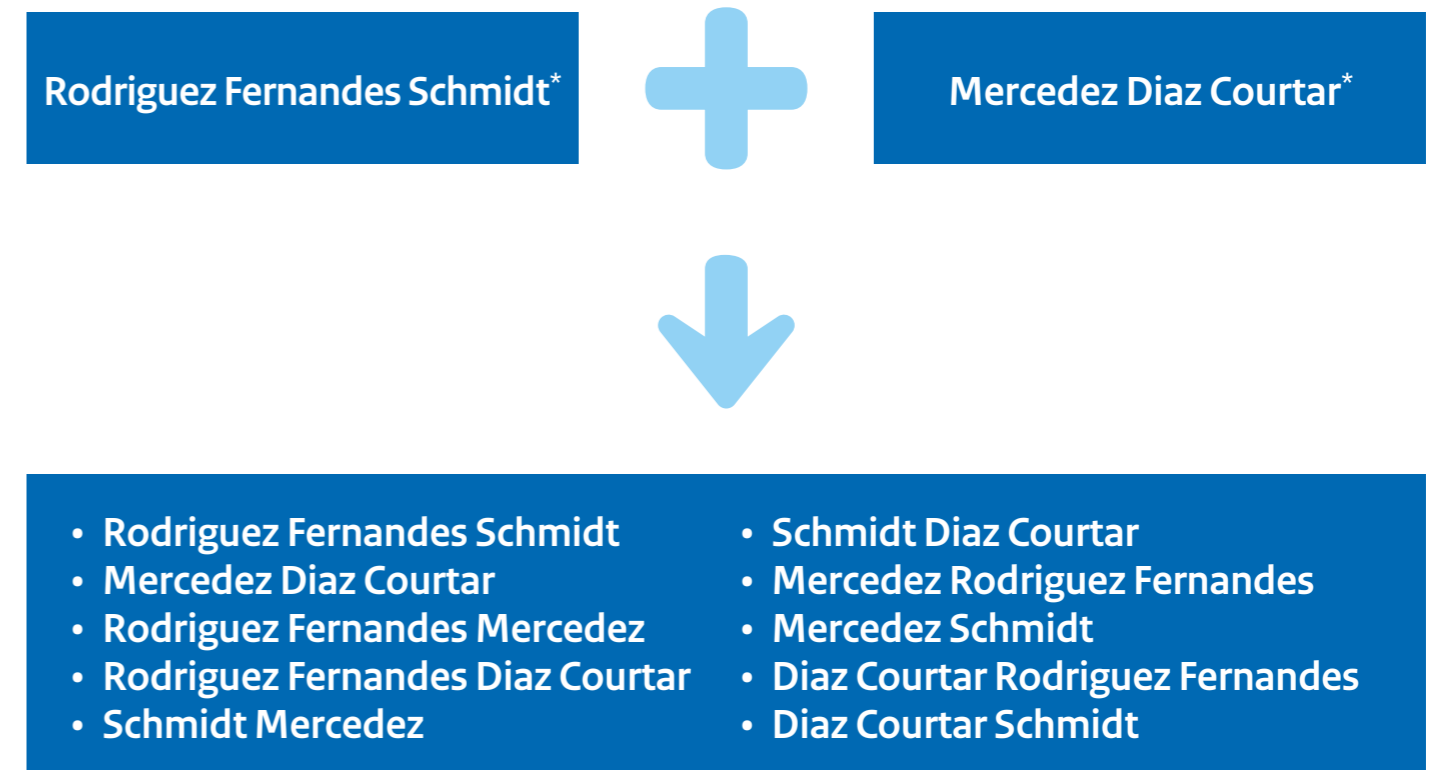 Rodriguez Fernandes Schmidt*
Mercedez Diaz Courtar*
• Rodriguez Fernandes Schmidt
• Mercedez Diaz Courtar
• Rodriguez Fernandes Mercedez
• Rodriguez Fernandes Diaz Courtar
• Schmidt Mercedez
• Schmidt Diaz Courtar
• Mercedez Rodriguez Fernandes
• Mercedez Schmidt
• Diaz Courtar Rodriguez Fernandes
• Diaz Courtar Schmidt